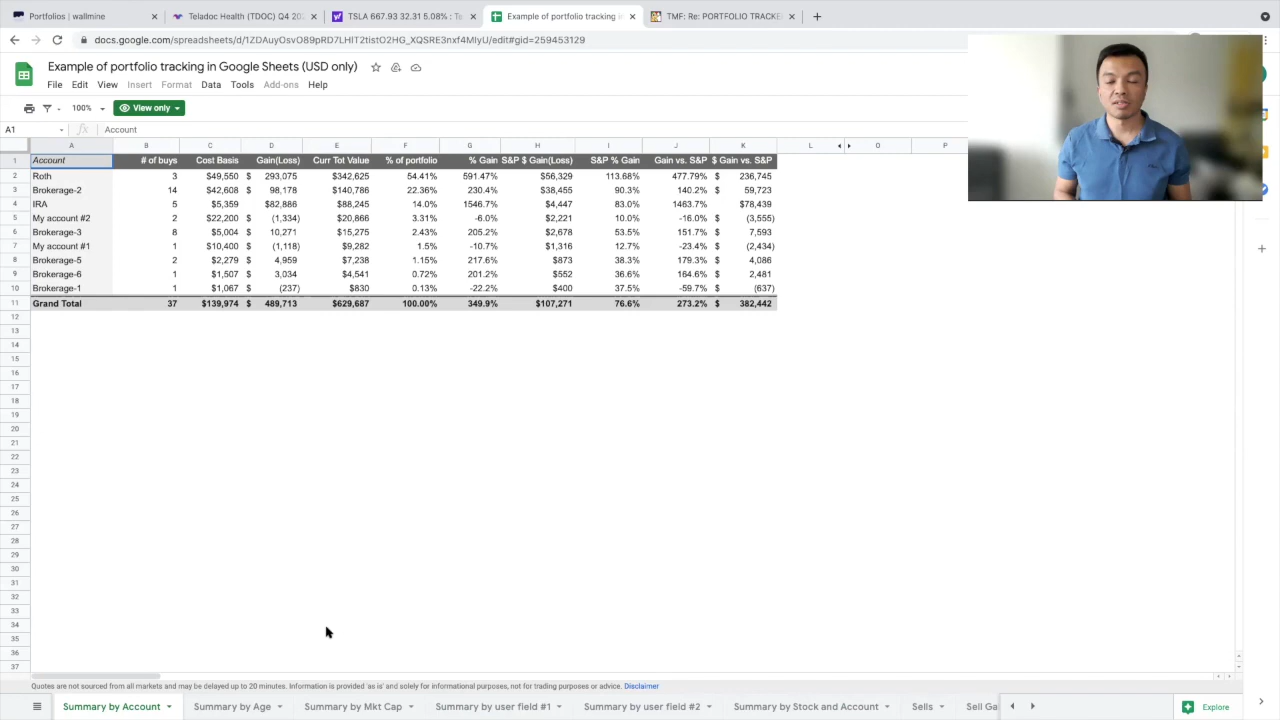 Portfolios | wallmine
Teladoc Health (TDOC) Q4 202
TSLA 667.93 32.31 5.08% : Te
Example of portfolio tracking in
TMF: Re: PORTFOLIO TRACKE
docs.google.com/spreadsheets/d/1ZDAuyOsvO89pRD7LHlT2tistO2HG_XQSRE3nxf4MIyU/edit#gid=259453129
Example of portfolio tracking in Google Sheets (USD only)
File Edit View Insert Format Data Tools Add-ons Help
100% View only
A1 fx Account
A B C D E F G H I J K L O P
1 Account # of buys Cost Basis Gain(Loss) Curr Tot Value % of portfolio % Gain S&P $ Gain(Loss) S&P % Gain Gain vs. S&P $ Gain vs. S&P
2 Roth 3 $49,550 $ 293,075 $342,625 54.41% 591.47% $56,329 113.68% 477.79% $ 236,745
3 Brokerage-2 14 $42,608 $ 98,178 $140,786 22.36% 230.4% $38,455 90.3% 140.2% $ 59,723
4 IRA 5 $5,359 $82,886 $88,245 14.0% 1546.7% $4,447 83.0% 1463.7% $78,439
5 My account #2 2 $22,200 $ (1,334) $20,866 3.31% -6.0% $2,221 10.0% -16.0% $ (3,555)
6 Brokerage-3 8 $5,004 $ 10,271 $15,275 2.43% 205.2% $2,678 53.5% 151.7% $ 7,593
7 My account #1 1 $10,400 $ (1,118) $9,282 1.5% -10.7% $1,316 12.7% -23.4% $ (2,434)
8 Brokerage-5 2 $2,279 $ 4,959 $7,238 1.15% 217.6% $873 38.3% 179.3% $ 4,086
9 Brokerage-6 1 $1,507 $ 3,034 $4,541 0.72% 201.2% $552 36.6% 164.6% $ 2,481
10 Brokerage-1 1 $1,067 $ (237) $830 0.13% -22.2% $400 37.5% -59.7% $ (637)
11 Grand Total 37 $139,974 $ 489,713 $629,687 100.00% 349.9% $107,271 76.6% 273.2% $ 382,442
12
13
14
15
16
17
18
19
20
21
22
23
24
25
26
27
28
29
30
31
32
33
34
35
36
37
Quotes are not sourced from all markets and may be delayed up to 20 minutes. Information is provided 'as is' and solely for informational purposes, not for trading purposes or advice. Disclaimer
Summary by Account Summary by Age Summary by Mkt Cap Summary by user field #1 Summary by user field #2 Summary by Stock and Account Sells Sell Ga Explore